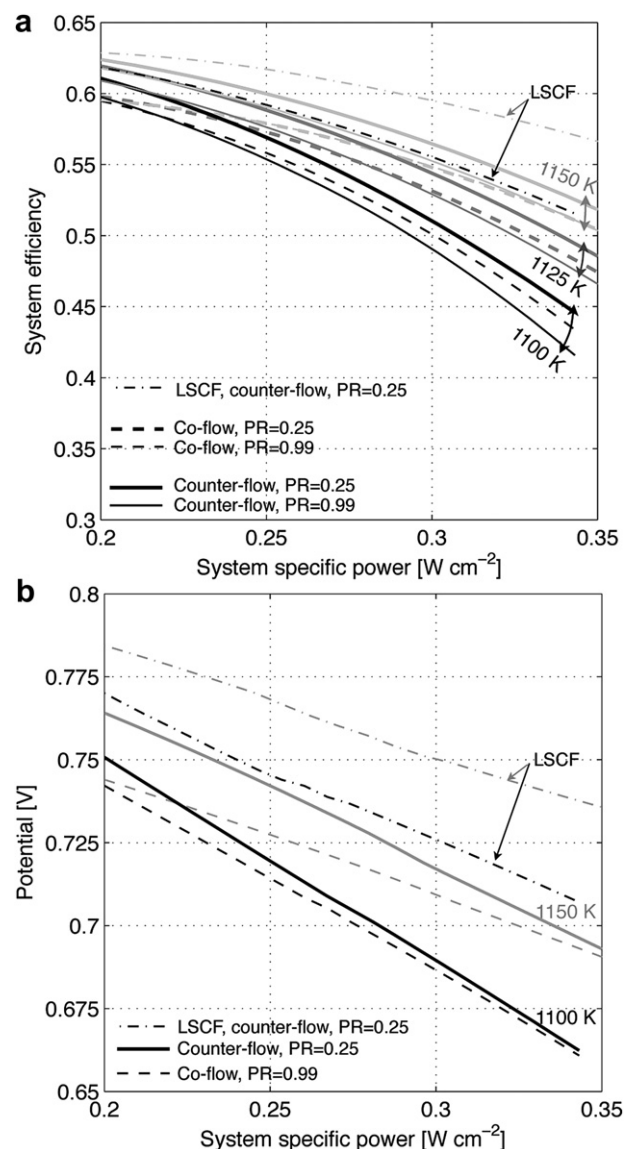 a
0.65
0.6
0.55
0.5
0.45
0.4
0.35
0.3
System efficiency
LSCF
1150 K
1125 K
1100 K
LSCF, counter-flow, PR=0.25
Co-flow, PR=0.25
Co-flow, PR=0.99
Counter-flow, PR=0.25
Counter-flow, PR=0.99
0.2 0.25 0.3 0.35
System specific power [W cm⁻²]
b
0.8
0.775
0.75
0.725
0.7
0.675
0.65
Potential [V]
LSCF
1150 K
1100 K
LSCF, counter-flow, PR=0.25
Counter-flow, PR=0.25
Co-flow, PR=0.99
0.2 0.25 0.3 0.35
System specific power [W cm⁻²]